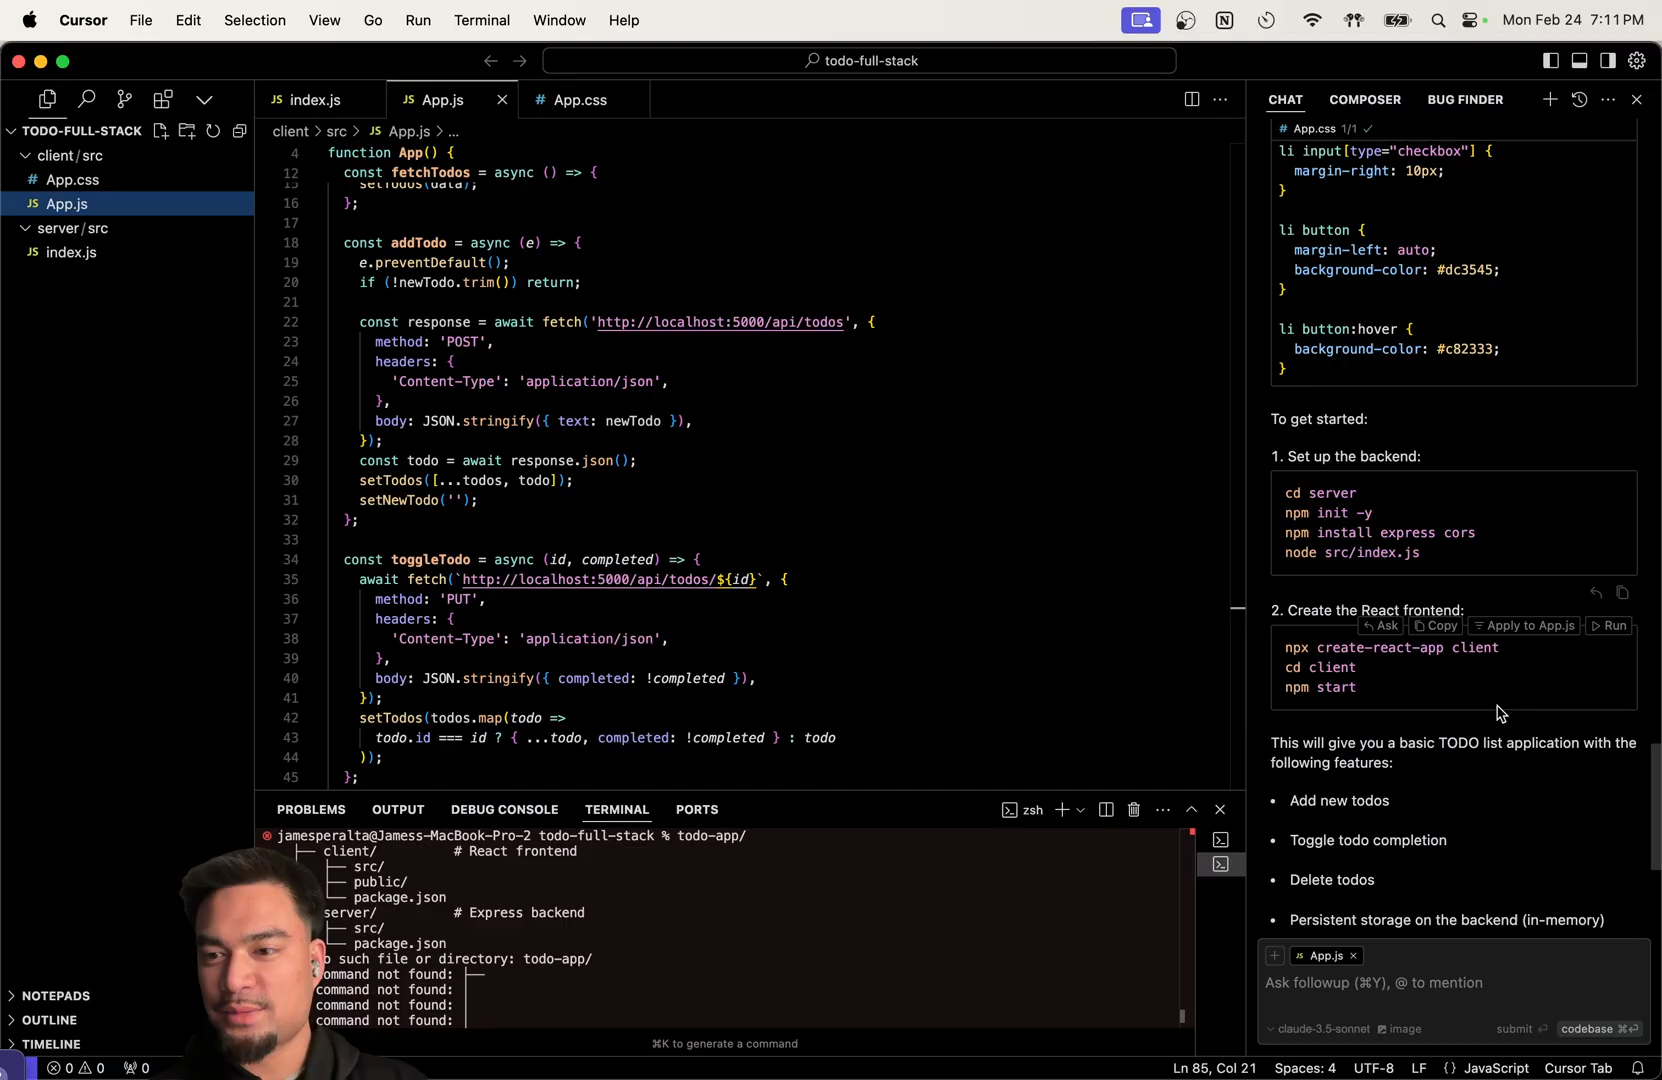 Cursor File Edit Selection View Go Run Terminal Window Help
Mon Feb 24 7:11 PM
todo-full-stack
TODO-FULL-STACK
client/src
# App.css
JS App.js
server/src
JS index.js
NOTEPADS
OUTLINE
TIMELINE
JS index.js
JS App.js
# App.css
client > src > JS App.js > ...
4 function App() {
12 const fetchTodos = async () => {
15 setTodos(data);
16 };
17
18 const addTodo = async (e) => {
19 e.preventDefault();
20 if (!newTodo.trim()) return;
21
22 const response = await fetch('http://localhost:5000/api/todos', {
23 method: 'POST',
24 headers: {
25 'Content-Type': 'application/json',
26 },
27 body: JSON.stringify({ text: newTodo }),
28 });
29 const todo = await response.json();
30 setTodos([...todos, todo]);
31 setNewTodo('');
32 };
33
34 const toggleTodo = async (id, completed) => {
35 await fetch(`http://localhost:5000/api/todos/${id}`, {
36 method: 'PUT',
37 headers: {
38 'Content-Type': 'application/json',
39 },
40 body: JSON.stringify({ completed: !completed }),
41 });
42 setTodos(todos.map(todo =>
43 todo.id === id ? { ...todo, completed: !completed } : todo
44 ));
45 };
PROBLEMS OUTPUT DEBUG CONSOLE TERMINAL PORTS
zsh
jamesperalta@Jamess-MacBook-Pro-2 todo-full-stack % todo-app/
├── client/ # React frontend
├── src/
├── public/
└── package.json
server/ # Express backend
├── src/
└── package.json
o such file or directory: todo-app/
command not found: ├──
command not found: │
command not found: │
command not found: │
⌘K to generate a command
CHAT COMPOSER BUG FINDER
# App.css 1/1 ✓
li input[type="checkbox"] {
margin-right: 10px;
}
li button {
margin-left: auto;
background-color: #dc3545;
}
li button:hover {
background-color: #c82333;
}
To get started:
1. Set up the backend:
cd server
npm init -y
npm install express cors
node src/index.js
2. Create the React frontend:
Ask Copy Apply to App.js Run
npx create-react-app client
cd client
npm start
This will give you a basic TODO list application with the
following features:
• Add new todos
• Toggle todo completion
• Delete todos
• Persistent storage on the backend (in-memory)
JS App.js
Ask followup (⌘Y), @ to mention
claude-3.5-sonnet image submit codebase ⌘⏎
0 0 0
Ln 85, Col 21 Spaces: 4 UTF-8 LF {} JavaScript Cursor Tab